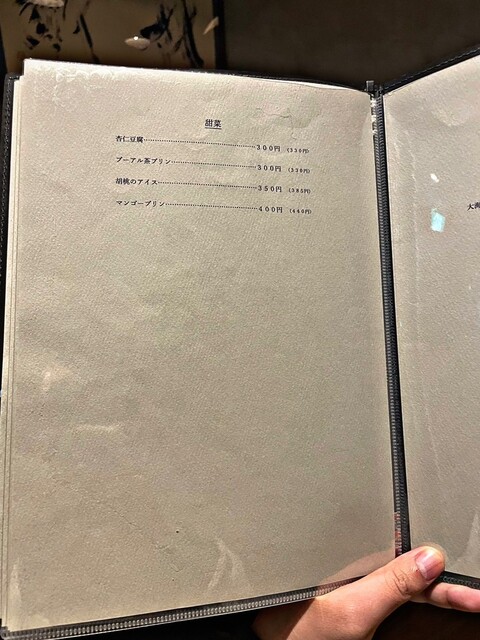 甜菜
杏仁豆腐……………………300円 (330円)
プーアル茶プリン……………………300円 (330円)
胡桃のアイス……………………350円 (385円)
マンゴープリン……………………400円 (440円)